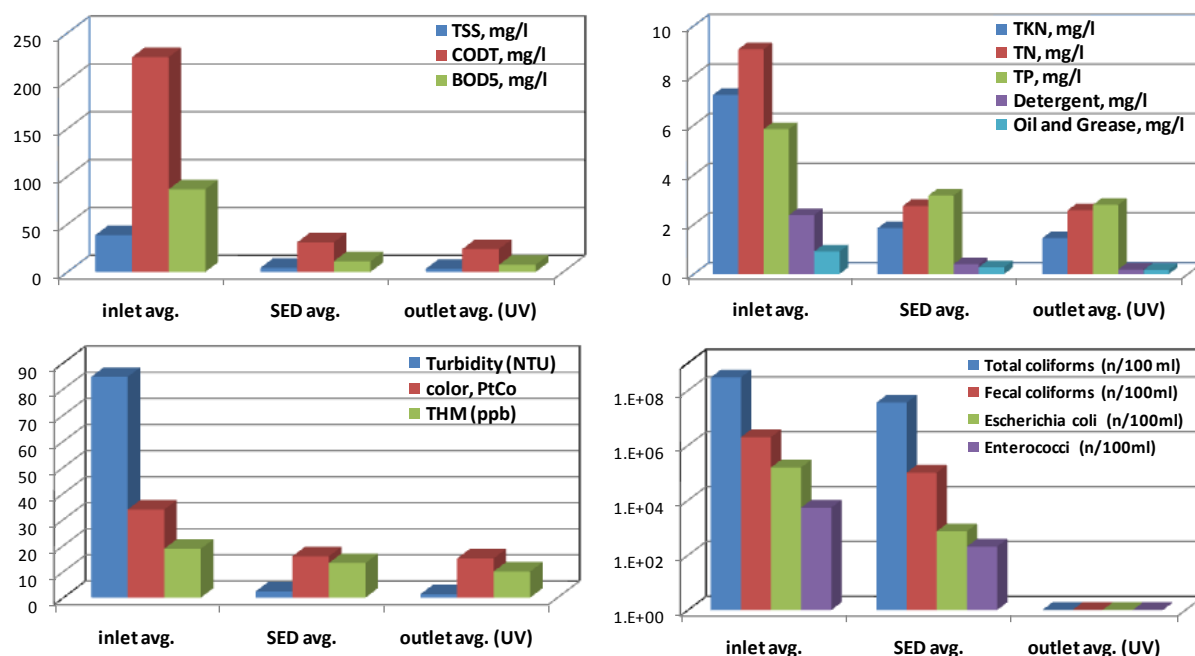 250
200
150
100
50
0
TSS, mg/l
CODT, mg/l
BOD5, mg/l
inlet avg. SED avg. outlet avg. (UV)
10
8
6
4
2
0
TKN, mg/l
TN, mg/l
TP, mg/l
Detergent, mg/l
Oil and Grease, mg/l
inlet avg. SED avg. outlet avg. (UV)
90
80
70
60
50
40
30
20
10
0
Turbidity (NTU)
color, PtCo
THM (ppb)
inlet avg. SED avg. outlet avg. (UV)
1.E+08
1.E+06
1.E+04
1.E+02
1.E+00
Total coliforms (n/100 ml)
Fecal coliforms (n/100ml)
Escherichia coli (n/100ml)
Enterococci (n/100ml)
inlet avg. SED avg. outlet avg. (UV)